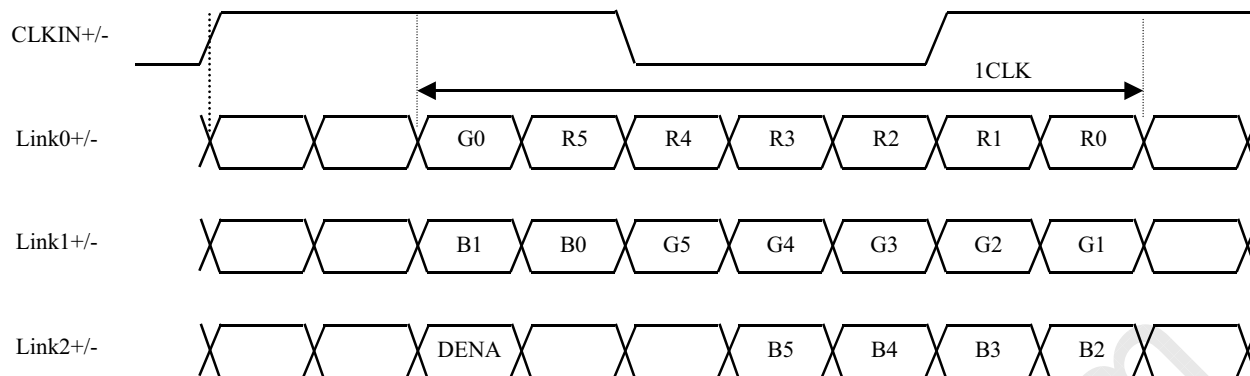 CLKIN+/-
1CLK
Link0+/- G0 R5 R4 R3 R2 R1 R0
Link1+/- B1 B0 G5 G4 G3 G2 G1
Link2+/- DENA B5 B4 B3 B2